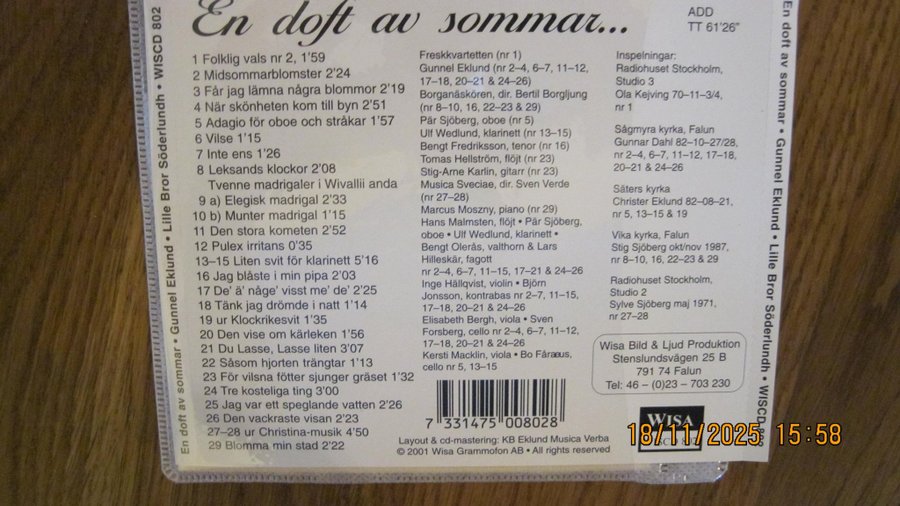 En doft av sommar...
ADD
TT 61'26"
1 Folklig vals nr 2, 1'59
2 Midsommarblomster 2'24
3 Får jag lämna några blommor 2'19
4 När skönheten kom till byn 2'51
5 Adagio för oboe och stråkar 1'57
6 Vilse 1'15
7 Inte ens 1'26
8 Leksands klockor 2'08
Tvenne madrigaler i Wivallii anda
9 a) Elegisk madrigal 2'33
10 b) Munter madrigal 1'15
11 Den stora kometen 2'52
12 Pulex irritans 0'35
13–15 Liten svit för klarinett 5'16
16 Jag blåste i min pipa 2'03
17 De' ä' någe' visst me' de' 2'25
18 Tänk jag drömde i natt 1'14
19 ur Klockrikesvit 1'35
20 Den vise om kärleken 1'56
21 Du Lasse, Lasse liten 3'07
22 Såsom hjorten trängtar 1'13
23 För vilsna fötter sjunger gräset 1'32
24 Tre kosteliga ting 3'00
25 Jag var ett speglande vatten 2'26
26 Den vackraste visan 2'23
27–28 ur Christina-musik 4'50
29 Blomma min stad 2'22
Freskkvartetten (nr 1)
Gunnel Eklund (nr 2–4, 6–7, 11–12,
17–18, 20–21 & 24–26)
Borganäskören, dir. Bertil Borgljung
(nr 8–10, 16, 22–23 & 29)
Pär Sjöberg, oboe (nr 5)
Ulf Wedlund, klarinett (nr 13–15)
Bengt Fredriksson, tenor (nr 16)
Tomas Hellström, flöjt (nr 23)
Stig-Arne Karlin, gitarr (nr 23)
Musica Sveciae, dir. Sven Verde
(nr 27–28)
Marcus Moszny, piano (nr 29)
Hans Malmsten, flöjt • Pär Sjöberg,
oboe • Ulf Wedlund, klarinett •
Bengt Olerås, valthorn & Lars
Hilleskär, fagott
nr 2–4, 6–7, 11–15, 17–21 & 24–26
Inge Hällqvist, violin • Björn
Jonsson, kontrabas nr 2–7, 11–15,
17–18, 20–21 & 24–26
Elisabeth Bergh, viola • Sven
Forsberg, cello nr 2–4, 6–7, 11–12,
17–18, 20–21 & 24–26
Kersti Macklin, viola • Bo Fåraeus,
cello nr 5, 13–15
Inspelningar:
Radiohuset Stockholm,
Studio 3
Ola Kejving 70–11–3/4,
nr 1
Sågmyra kyrka, Falun
Gunnar Dahl 82–10–27/28,
nr 2–4, 6–7, 11–12, 17–18,
20–21 & 24–26
Säters kyrka
Christer Eklund 82–08–21,
nr 5, 13–15 & 19
Vika kyrka, Falun
Stig Sjöberg okt/nov 1987,
nr 8–10, 16, 22–23 & 29
Radiohuset Stockholm,
Studio 2
Sylve Sjöberg maj 1971,
nr 27–28
Wisa Bild & Ljud Produktion
Stenslundsvägen 25 B
791 74 Falun
Tel: 46 – (0)23 – 703 230
7 331475 008028
WISA
Layout & cd-mastering: KB Eklund Musica Verba
© 2001 Wisa Grammofon AB • All rights reserved
En doft av sommar • Gunnel Eklund • Lille Bror Söderlundh • WISCD 802
En doft av sommar • Gunnel Eklund • Lille Bror Söderlundh • WISCD 802
18/11/2025 15:58